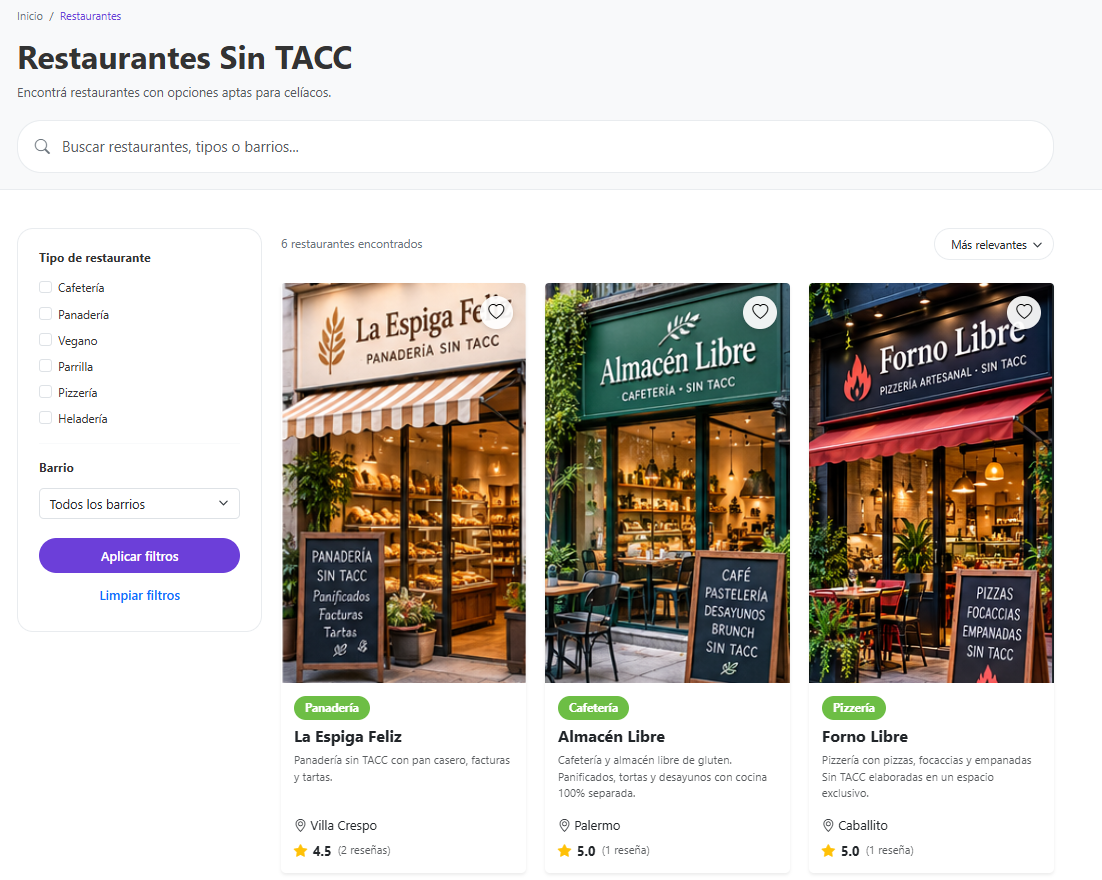 Inicio / Restaurantes
Restaurantes Sin TACC
Encontrá restaurantes con opciones aptas para celíacos.
Buscar restaurantes, tipos o barrios...
Tipo de restaurante
Cafetería
Panadería
Vegano
Parrilla
Pizzería
Heladería
Barrio
Todos los barrios
Aplicar filtros
Limpiar filtros
6 restaurantes encontrados
Más relevantes
La Espiga Feliz
PANADERÍA SIN TACC
PANADERÍA
SIN TACC
Panificados
Facturas
Tartas
Panadería
La Espiga Feliz
Panadería sin TACC con pan casero, facturas
y tartas.
Villa Crespo
4.5 (2 reseñas)
Almacén Libre
CAFETERÍA • SIN TACC
CAFÉ
PASTELERÍA
DESAYUNOS
BRUNCH
SIN TACC
Cafetería
Almacén Libre
Cafetería y almacén libre de gluten.
Panificados, tortas y desayunos con cocina
100% separada.
Palermo
5.0 (1 reseña)
Forno Libre
PIZZERÍA ARTESANAL · SIN TACC
PIZZAS
FOCACCIAS
EMPANADAS
SIN TACC
Pizzería
Forno Libre
Pizzería con pizzas, focaccias y empanadas
Sin TACC elaboradas en un espacio
exclusivo.
Caballito
5.0 (1 reseña)